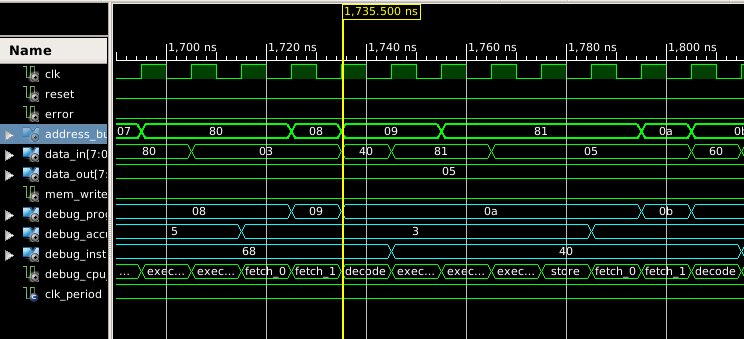 1,735.500 ns
Name
1,700 ns 1,720 ns 1,740 ns 1,760 ns 1,780 ns 1,800 ns
clk
reset
error
address_bu 07 80 08 09 81 0a 0b
data_in[7:0 80 03 40 81 05 60
data_out[7: 05
mem_write
debug_prog 08 09 0a 0b
debug_accu 5 3
debug_inst 68 40
debug_cpu_ ... exec... exec... fetch_0 fetch_1 decode exec... exec... exec... store fetch_0 fetch_1 decode
clk_period